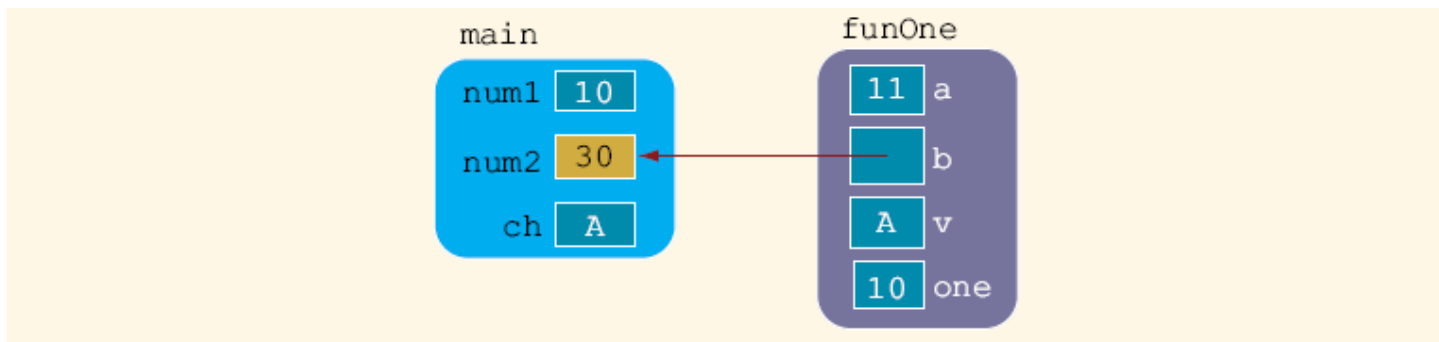 main
num1 10
num2 30
ch A
funOne
11 a
b
A v
10 one